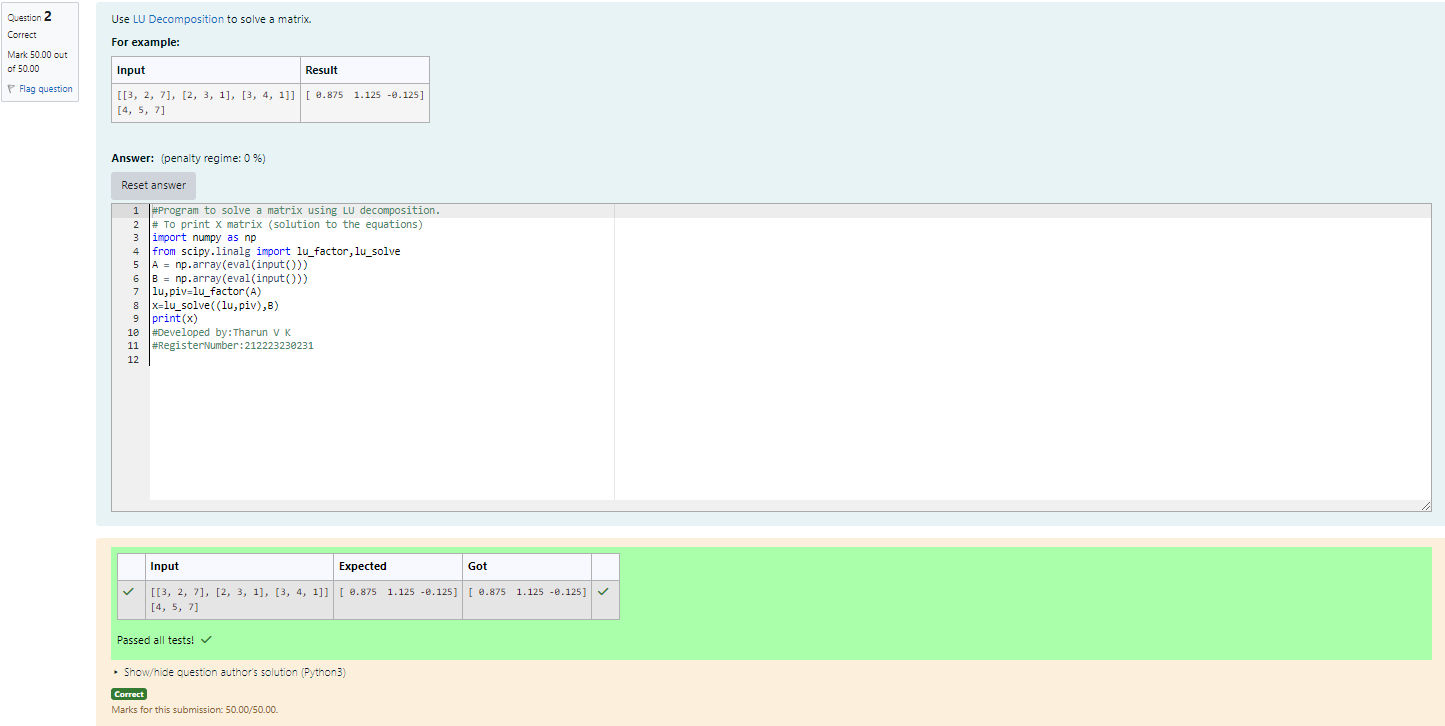 Question 2
Correct
Mark 50.00 out
of 50.00
Flag question
Use LU Decomposition to solve a matrix.
For example:
Input Result
[[3, 2, 7], [2, 3, 1], [3, 4, 1]] [ 0.875  1.125 -0.125]
[4, 5, 7]
Answer: (penalty regime: 0 %)
Reset answer
1 #Program to solve a matrix using LU decomposition.
2 # To print X matrix (solution to the equations)
3 import numpy as np
4 from scipy.linalg import lu_factor,lu_solve
5 A = np.array(eval(input()))
6 B = np.array(eval(input()))
7 lu,piv=lu_factor(A)
8 x=lu_solve((lu,piv),B)
9 print(x)
10 #Developed by:Tharun V K
11 #RegisterNumber:212223230231
12
Input Expected Got
[[3, 2, 7], [2, 3, 1], [3, 4, 1]] [ 0.875  1.125 -0.125] [ 0.875  1.125 -0.125]
[4, 5, 7]
Passed all tests!
Show/hide question author's solution (Python3)
Correct
Marks for this submission: 50.00/50.00.